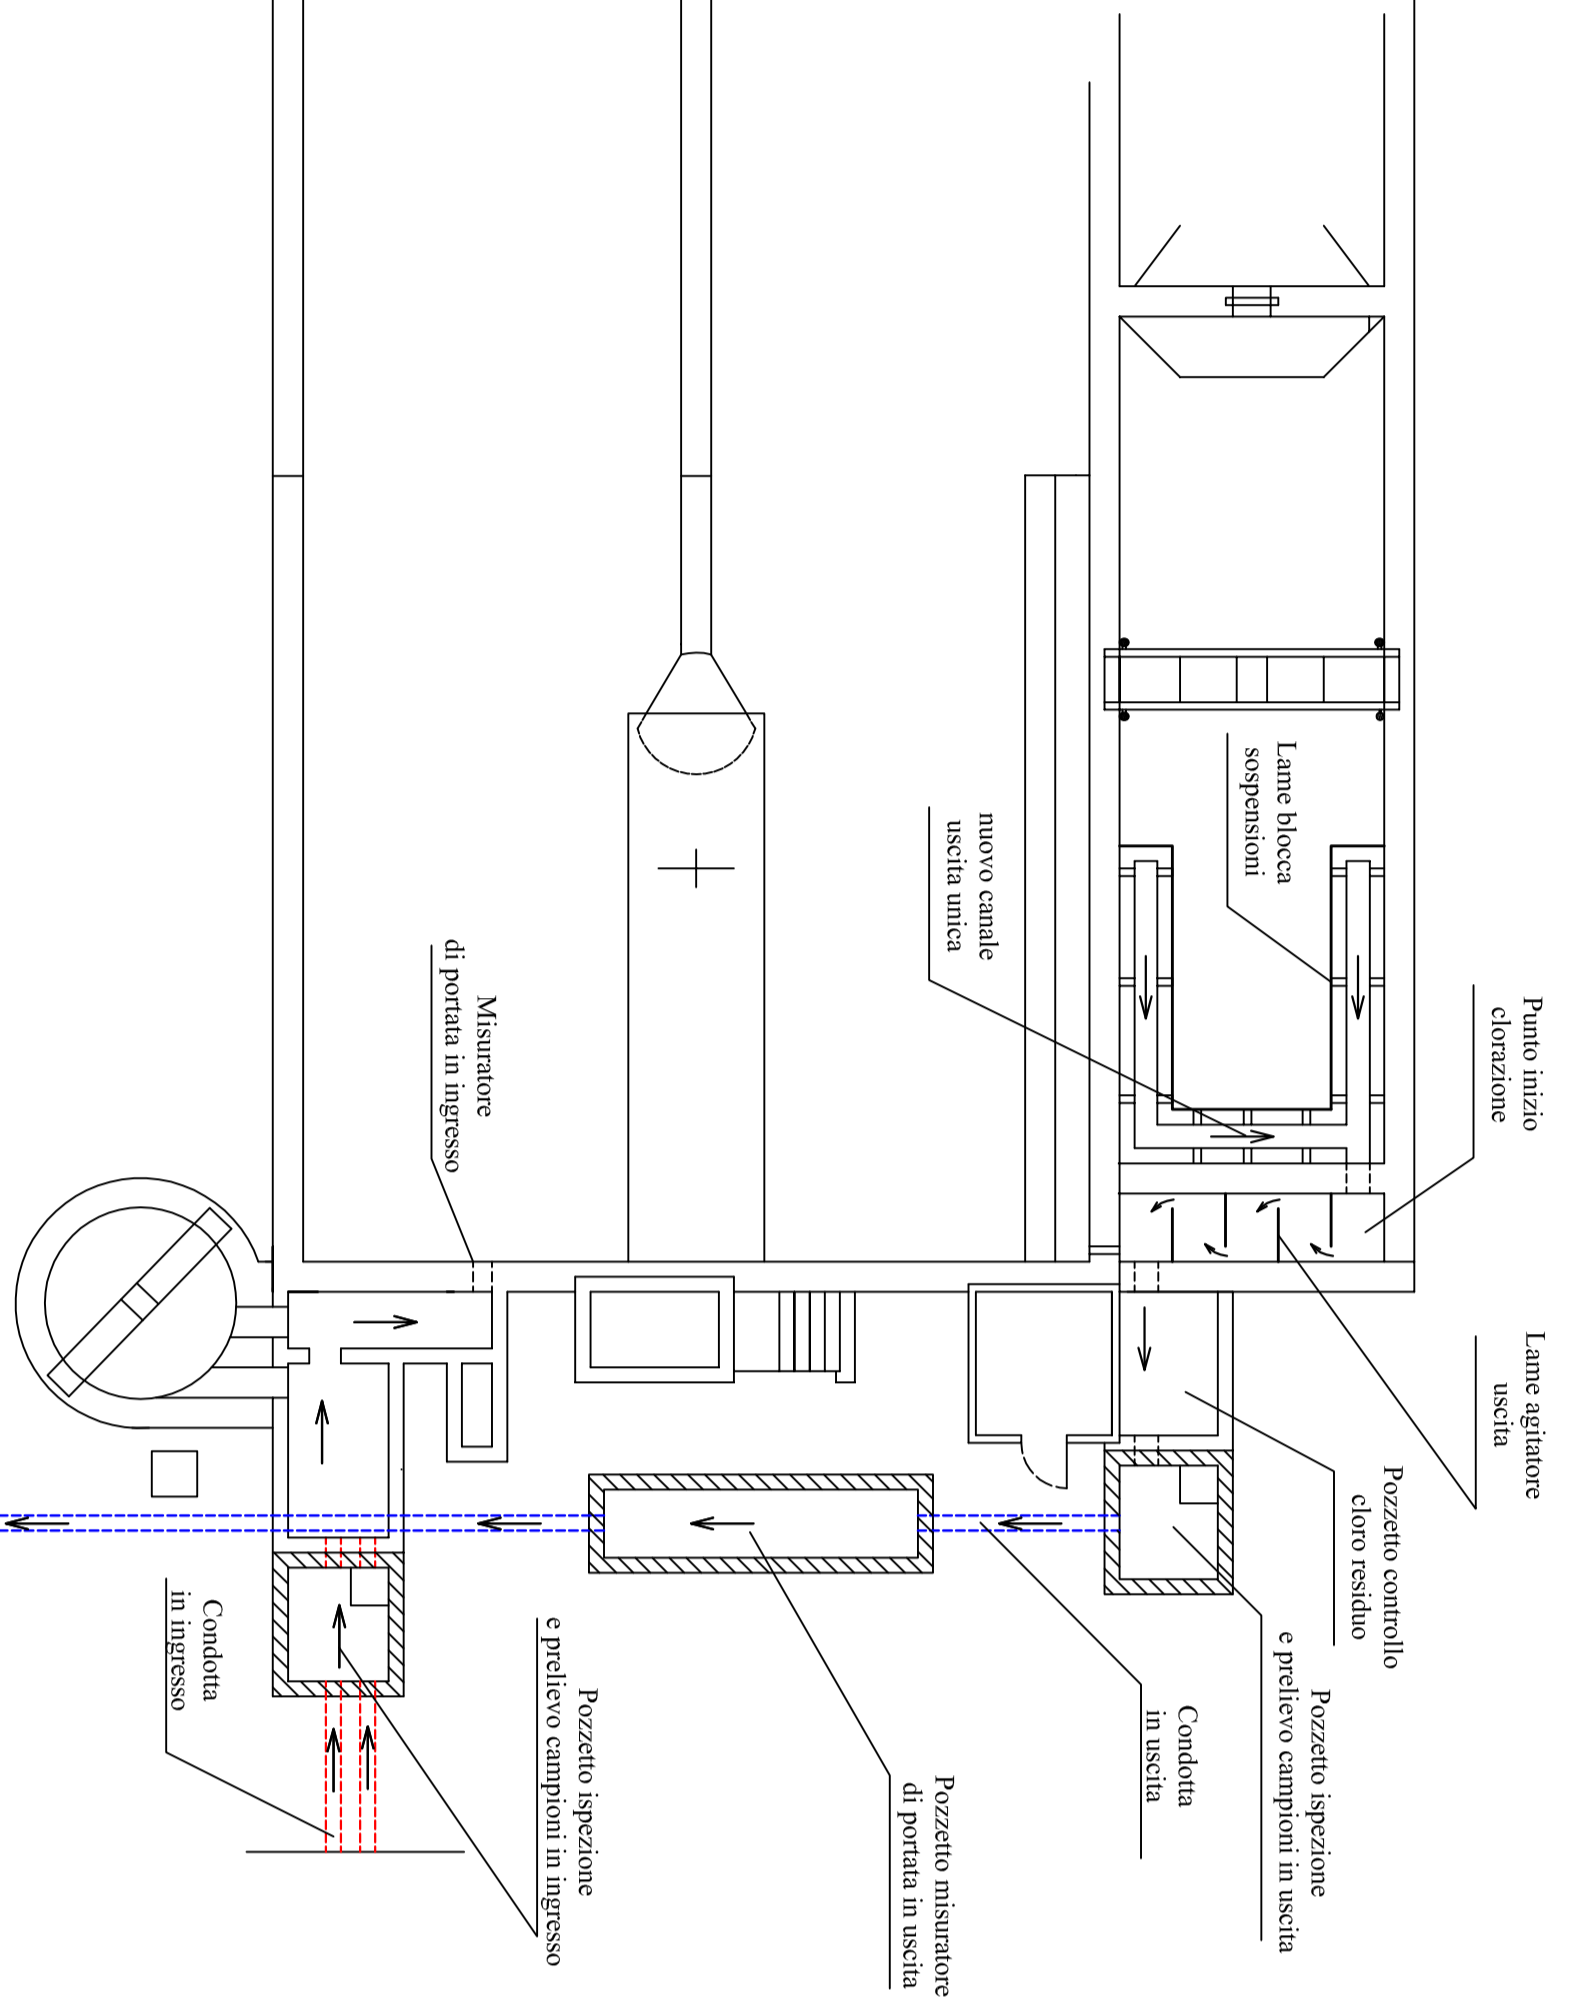 Punto inizio
clorazione
Lame agitatore
uscita
Lame blocca
sospensioni
nuovo canale
uscita unica
Pozzetto controllo
cloro residuo
Pozzetto ispezione
e prelievo campioni in uscita
Condotta
in uscita
Pozzetto misuratore
di portata in uscita
Misuratore
di portata in ingresso
Pozzetto ispezione
e prelievo campioni in ingresso
Condotta
in ingresso